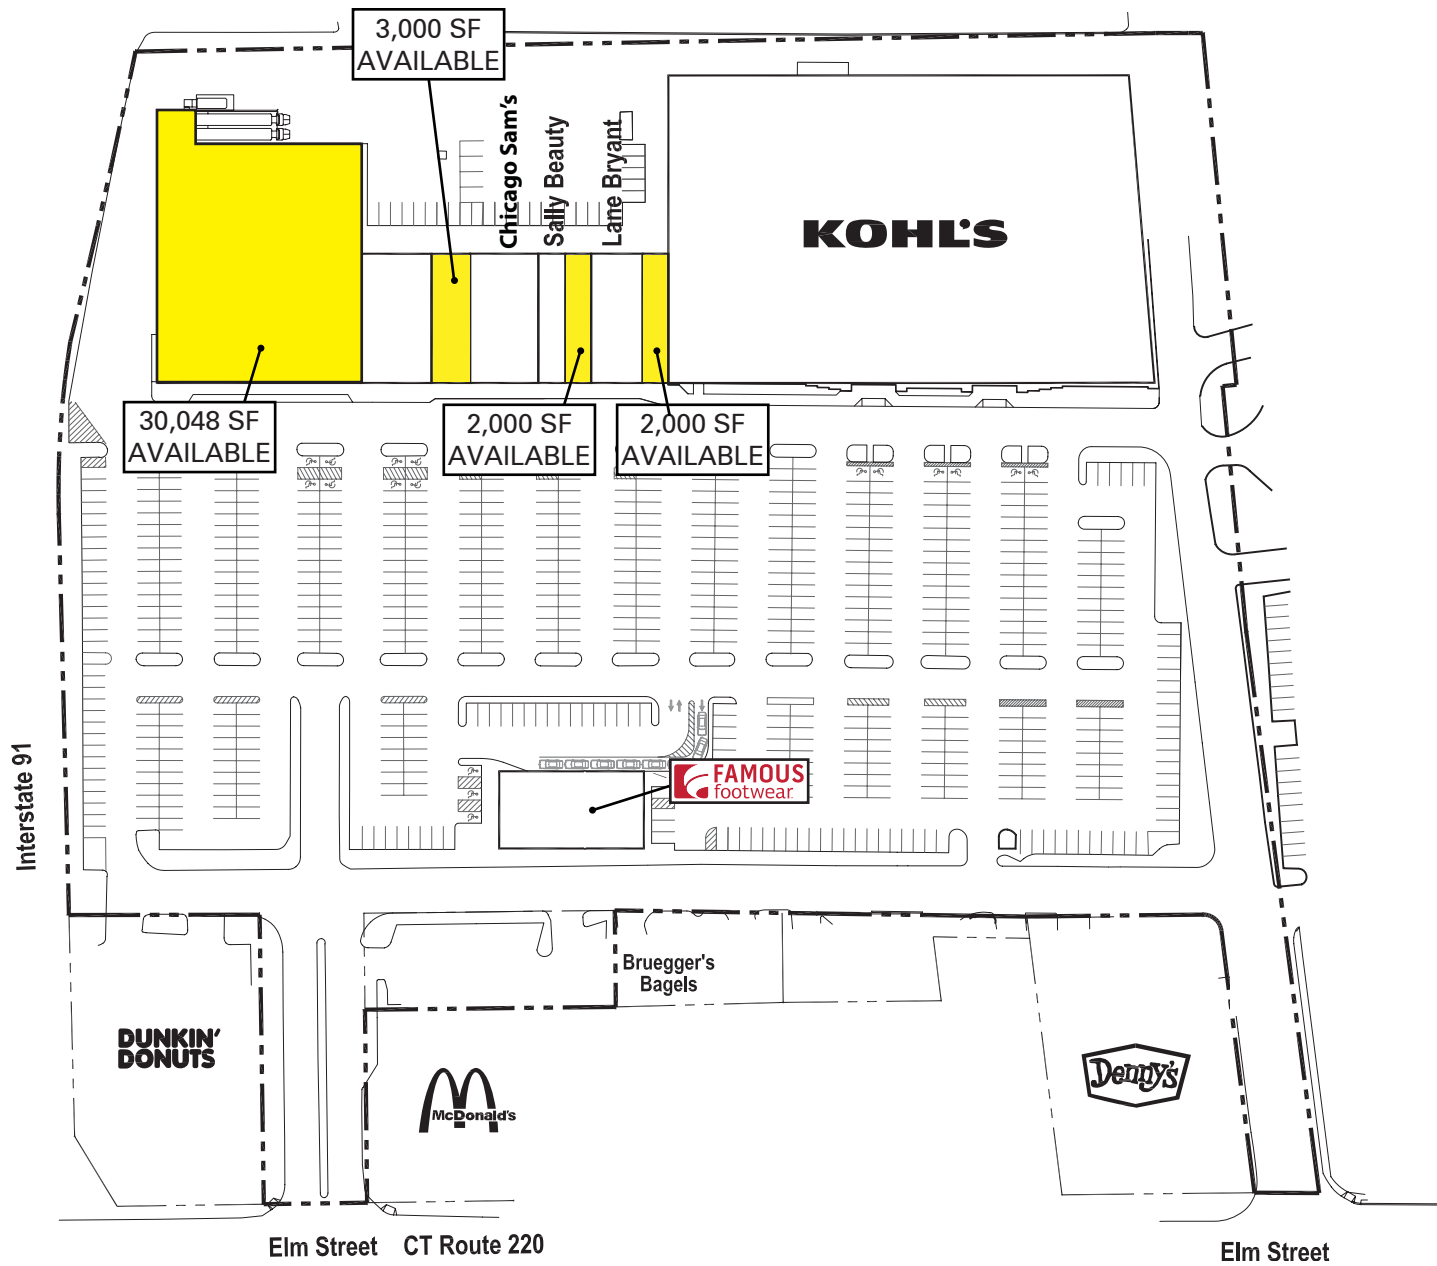 3,000 SF
AVAILABLE
Chicago Sam's
Sally Beauty
Lane Bryant
KOHL'S
30,048 SF
AVAILABLE
2,000 SF
AVAILABLE
2,000 SF
AVAILABLE
Interstate 91
FAMOUS
footwear
Bruegger's
Bagels
DUNKIN'
DONUTS
McDonald's
Denny's
Elm Street
CT Route 220
Elm Street